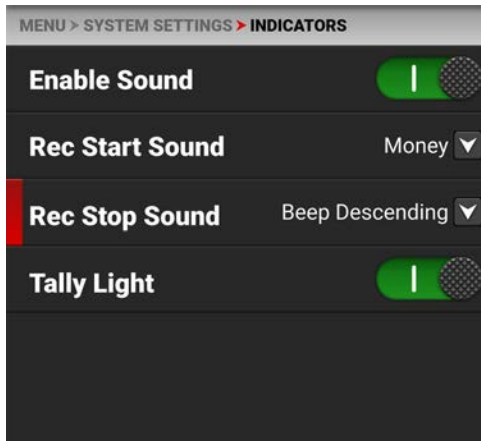 MENU > SYSTEM SETTINGS > INDICATORS
Enable Sound
Rec Start Sound Money
Rec Stop Sound Beep Descending
Tally Light